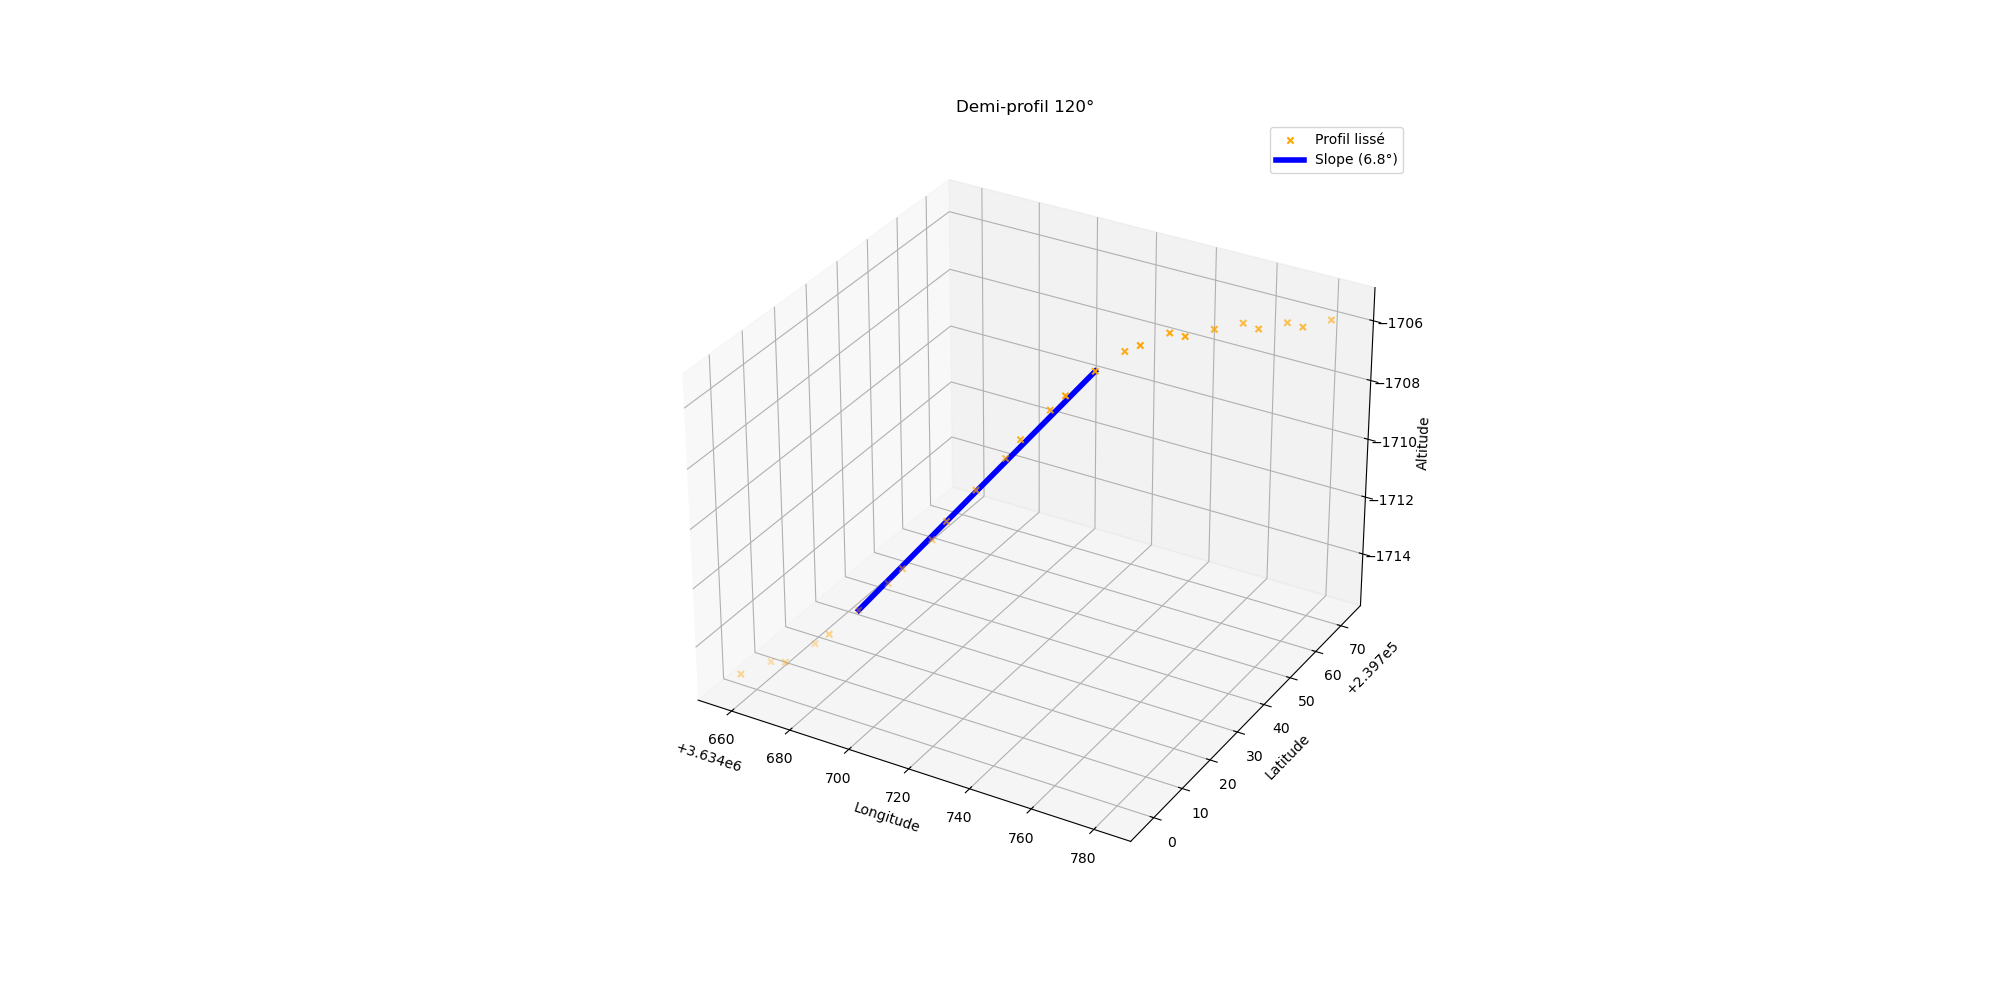 Demi-profil 120°
Profil lissé
Slope (6.8°)
−1706
−1708
−1710
−1712
−1714
Altitude
70
60
50
40
30
20
10
0
+2.397e5
Latitude
660
680
700
720
740
760
780
+3.634e6
Longitude